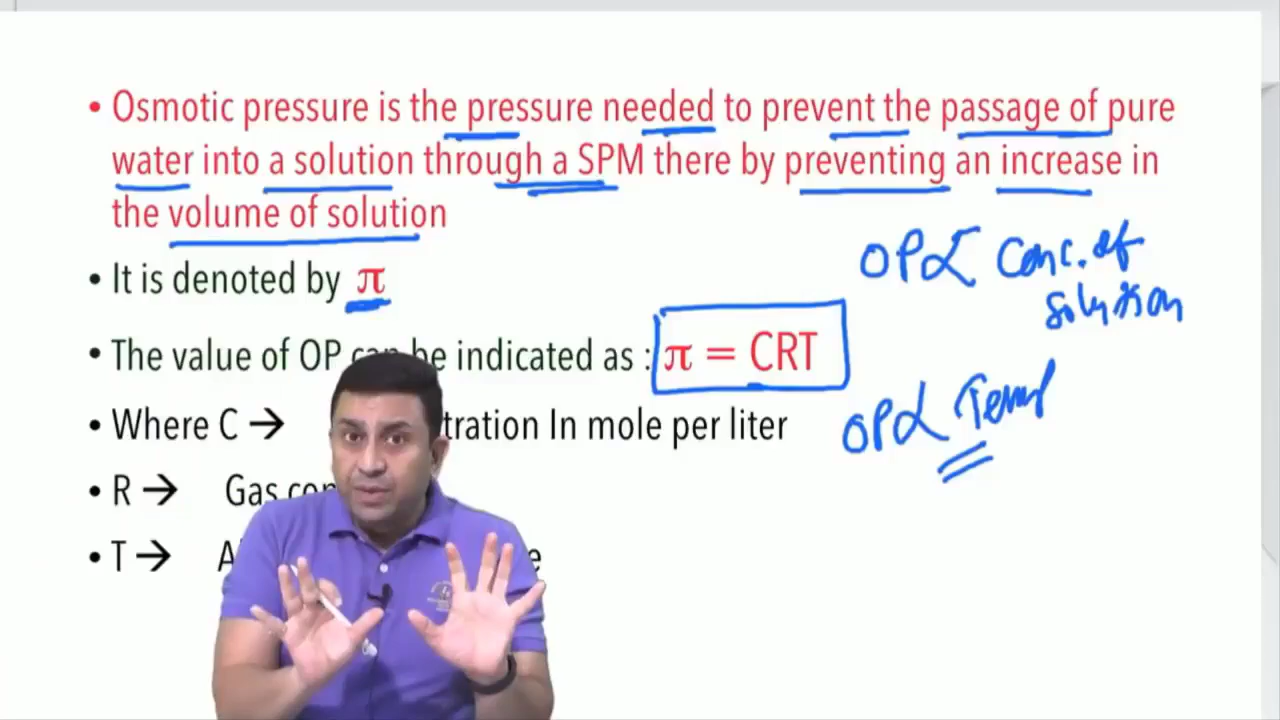 • Osmotic pressure is the pressure needed to prevent the passage of pure
water into a solution through a SPM there by preventing an increase in
the volume of solution
OP ∝ Conc. of
solution
• It is denoted by π
• The value of OP can be indicated as : π = CRT
OP ∝ Temp
• Where C → tration In mole per liter
• R → Gas con
• T → A e